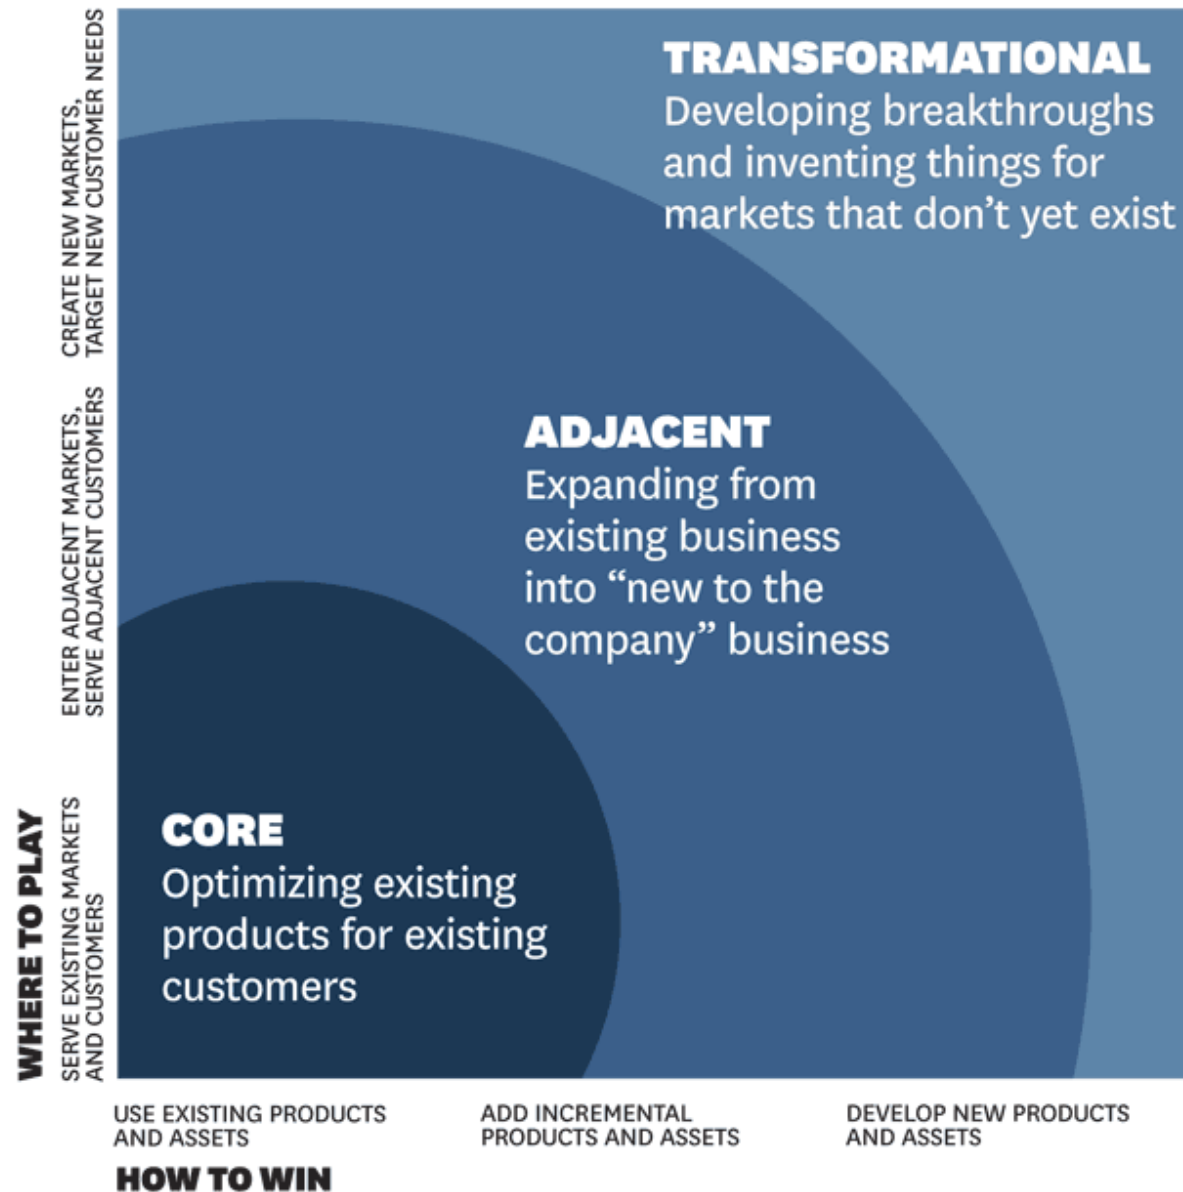 TRANSFORMATIONAL
Developing breakthroughs
and inventing things for
markets that don’t yet exist
ADJACENT
Expanding from
existing business
into “new to the
company” business
CORE
Optimizing existing
products for existing
customers
WHERE TO PLAY
CREATE NEW MARKETS,
TARGET NEW CUSTOMER NEEDS
ENTER ADJACENT MARKETS,
SERVE ADJACENT CUSTOMERS
SERVE EXISTING MARKETS
AND CUSTOMERS
USE EXISTING PRODUCTS
AND ASSETS
ADD INCREMENTAL
PRODUCTS AND ASSETS
DEVELOP NEW PRODUCTS
AND ASSETS
HOW TO WIN